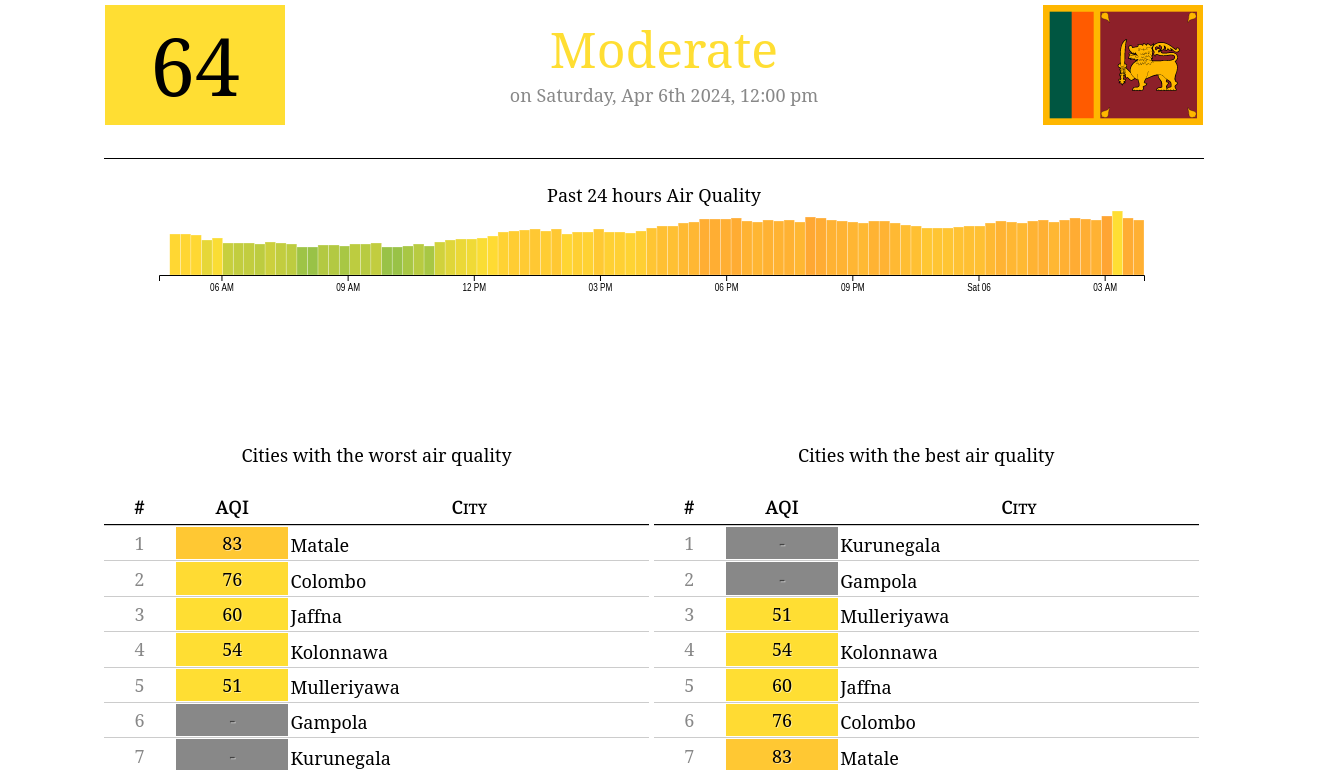 64
Moderate
on Saturday, Apr 6th 2024, 12:00 pm
Past 24 hours Air Quality
06 AM 09 AM 12 PM 03 PM 06 PM 09 PM Sat 06 03 AM
Cities with the worst air quality
# AQI City
1 83 Matale
2 76 Colombo
3 60 Jaffna
4 54 Kolonnawa
5 51 Mulleriyawa
6 - Gampola
7 - Kurunegala
Cities with the best air quality
# AQI City
1 - Kurunegala
2 - Gampola
3 51 Mulleriyawa
4 54 Kolonnawa
5 60 Jaffna
6 76 Colombo
7 83 Matale